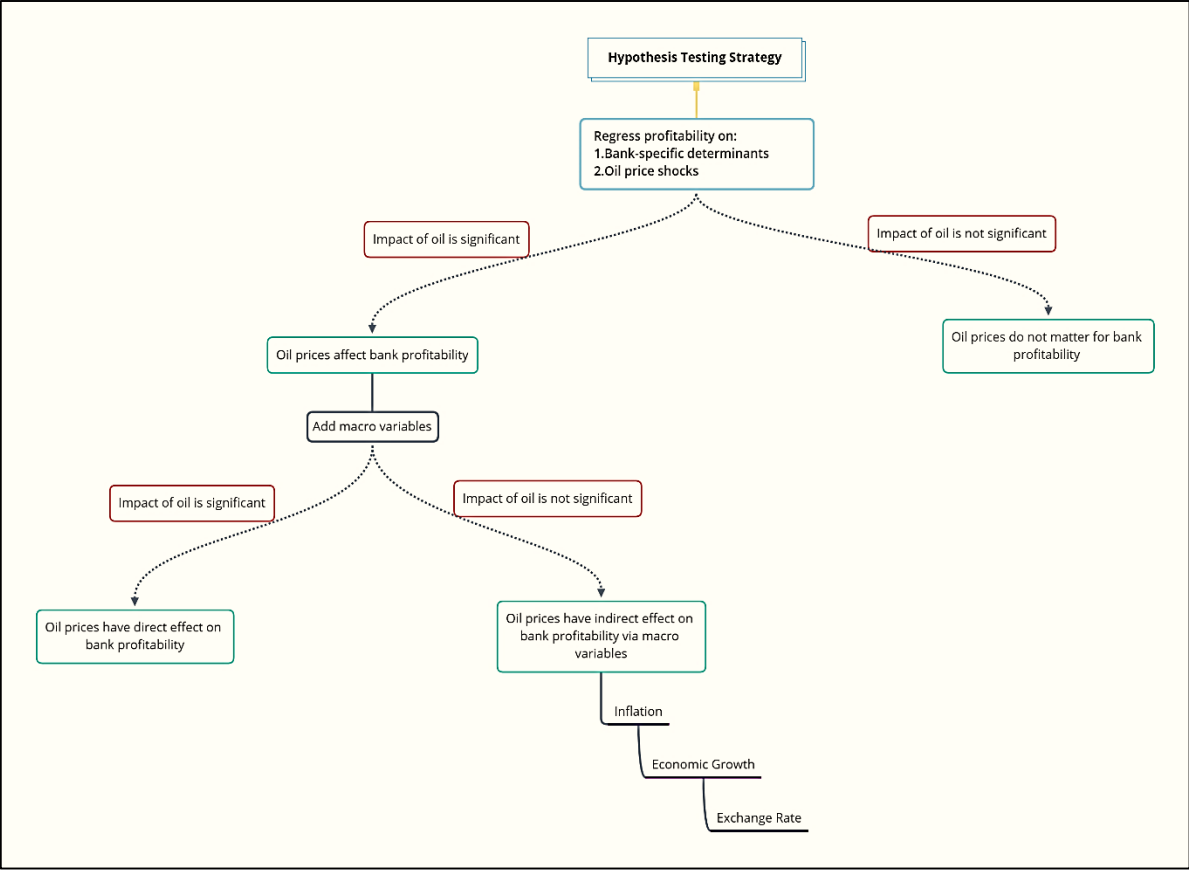 Hypothesis Testing Strategy
Regress profitability on:
1.Bank-specific determinants
2.Oil price shocks
Impact of oil is significant
Impact of oil is not significant
Oil prices affect bank profitability
Oil prices do not matter for bank
profitability
Add macro variables
Impact of oil is significant
Impact of oil is not significant
Oil prices have direct effect on
bank profitability
Oil prices have indirect effect on
bank profitability via macro
variables
Inflation
Economic Growth
Exchange Rate